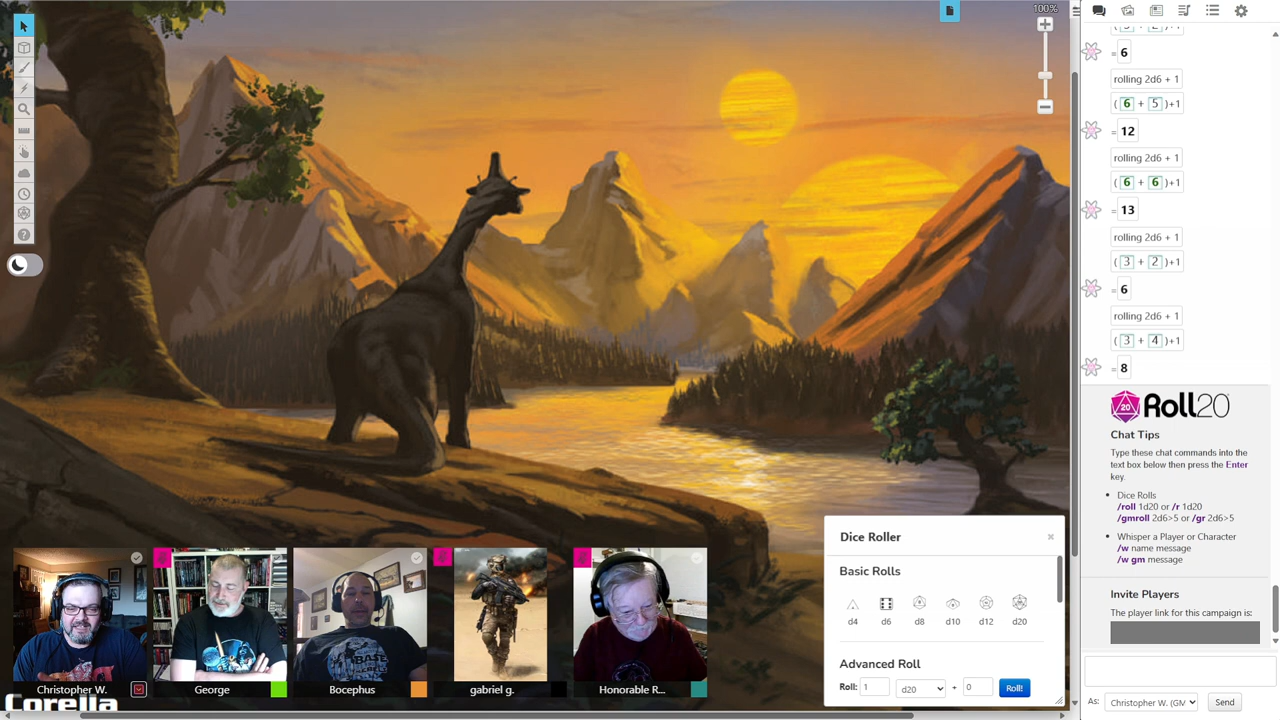 100%
= 6
rolling 2d6 + 1
( 6 + 5 )+1
= 12
rolling 2d6 + 1
( 6 + 6 )+1
= 13
rolling 2d6 + 1
( 3 + 2 )+1
= 6
rolling 2d6 + 1
( 3 + 4 )+1
= 8
20 Roll20
Chat Tips
Type these chat commands into the
text box below then press the Enter
key.
• Dice Rolls
/roll 1d20 or /r 1d20
/gmroll 2d6>5 or /gr 2d6>5
• Whisper a Player or Character
/w name message
/w gm message
Invite Players
The player link for this campaign is:
As: Christopher W. (GM
Send
Dice Roller ×
Basic Rolls
d4 d6 d8 d10 d12 d20
Advanced Roll
Roll: 1 d20 + 0 Roll!
BASE
Christopher W. George Bocephus gabriel g. Honorable R...
Corella